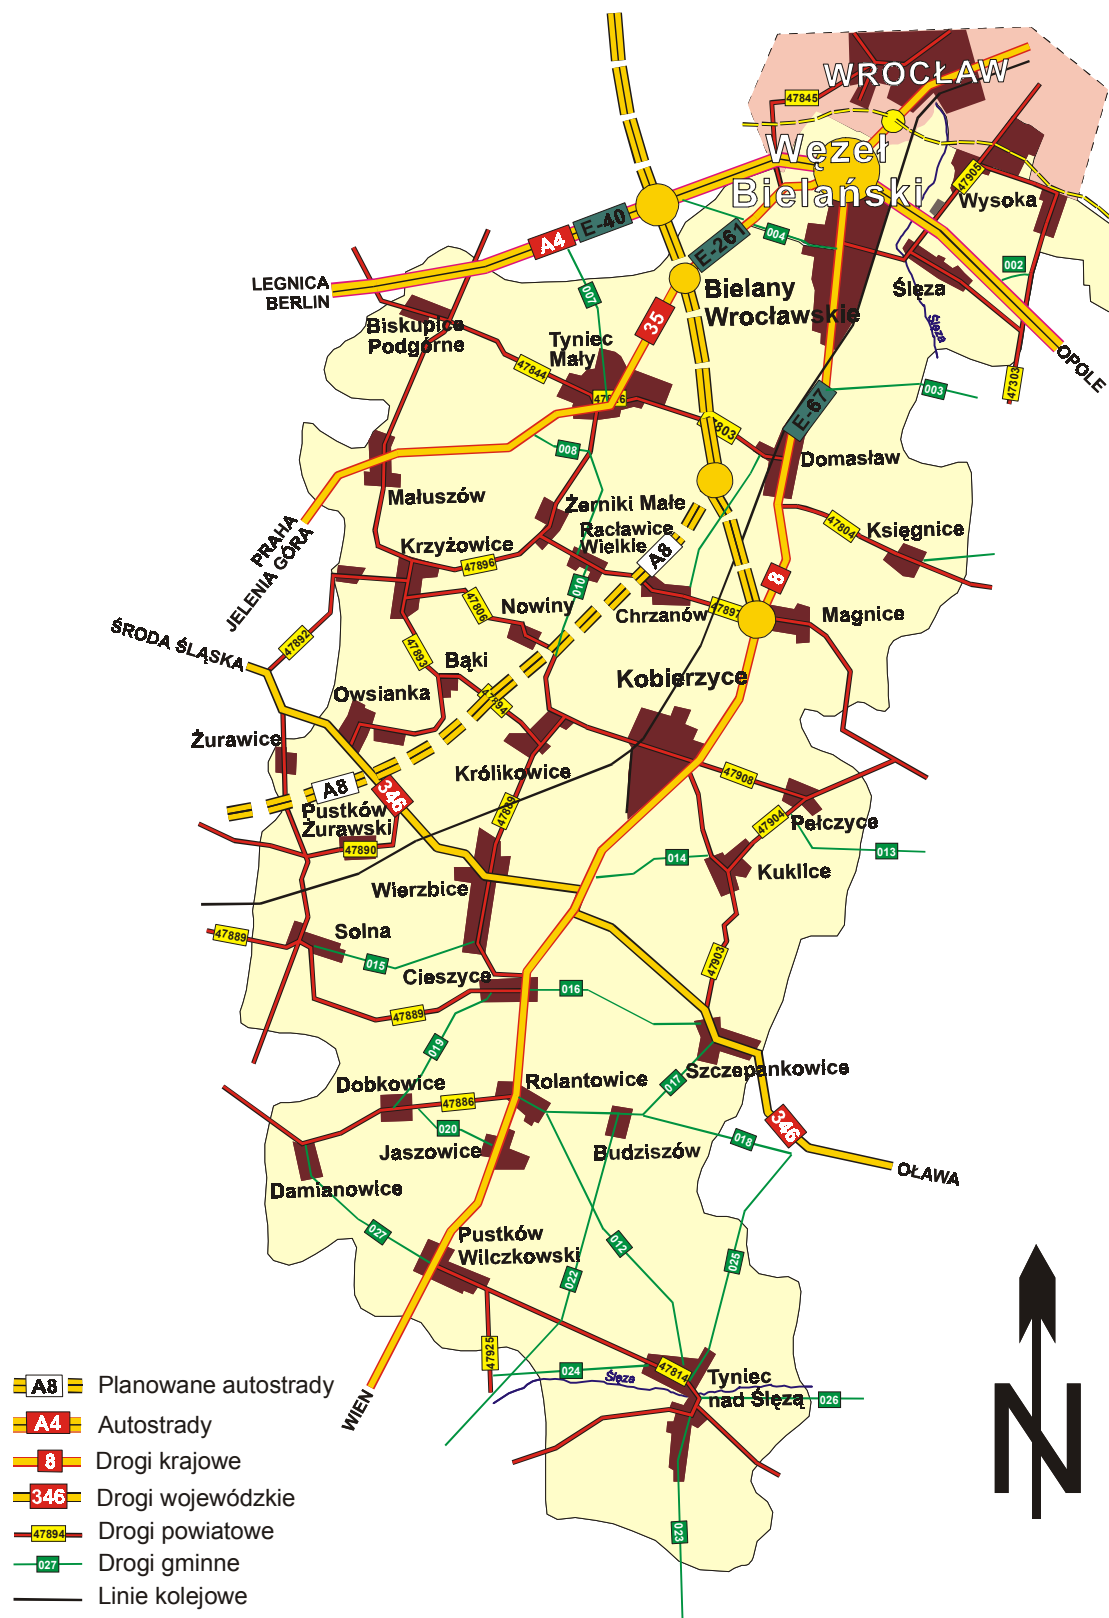 WROCŁAW
47845
Węzeł
Bielański
47905
Wysoka
E-40
A4
E-261
004
002
LEGNICA
BERLIN
007
Bielany
Wrocławskie
Ślęza
Ślęza
35
Biskupice
Podgórne
Tyniec
Mały
OPOLE
47844
47303
003
E-67
008
Domasław
Małuszów
Żerniki Małe
PRAHA
JELENIA GÓRA
Racławice
Wielkie
47804
Księgnice
Krzyżowice
47896
A8
8
010
47806
Nowiny
Chrzanów
Magnice
ŚRODA ŚLĄSKA
47892
47893
Bąki
Kobierzyce
Owsianka
Żurawice
Królikowice
47908
A8
346
Pustków
Żurawski
47889
47904
Pełczyce
47890
014
013
Wierzbice
Kuklice
47889
Solna
015
47903
Cieszyce
016
47889
019
Szczepankowice
Dobkowice
Rolantowice
017
47886
020
018
346
Jaszowice
Budziszów
OŁAWA
Damianowice
027
Pustków
Wilczkowski
012
025
022
47925
024
47814
Ślęza
Tyniec
nad Ślęzą
026
WIEN
023
N
A8 Planowane autostrady
A4 Autostrady
8 Drogi krajowe
346 Drogi wojewódzkie
47894 Drogi powiatowe
027 Drogi gminne
Linie kolejowe